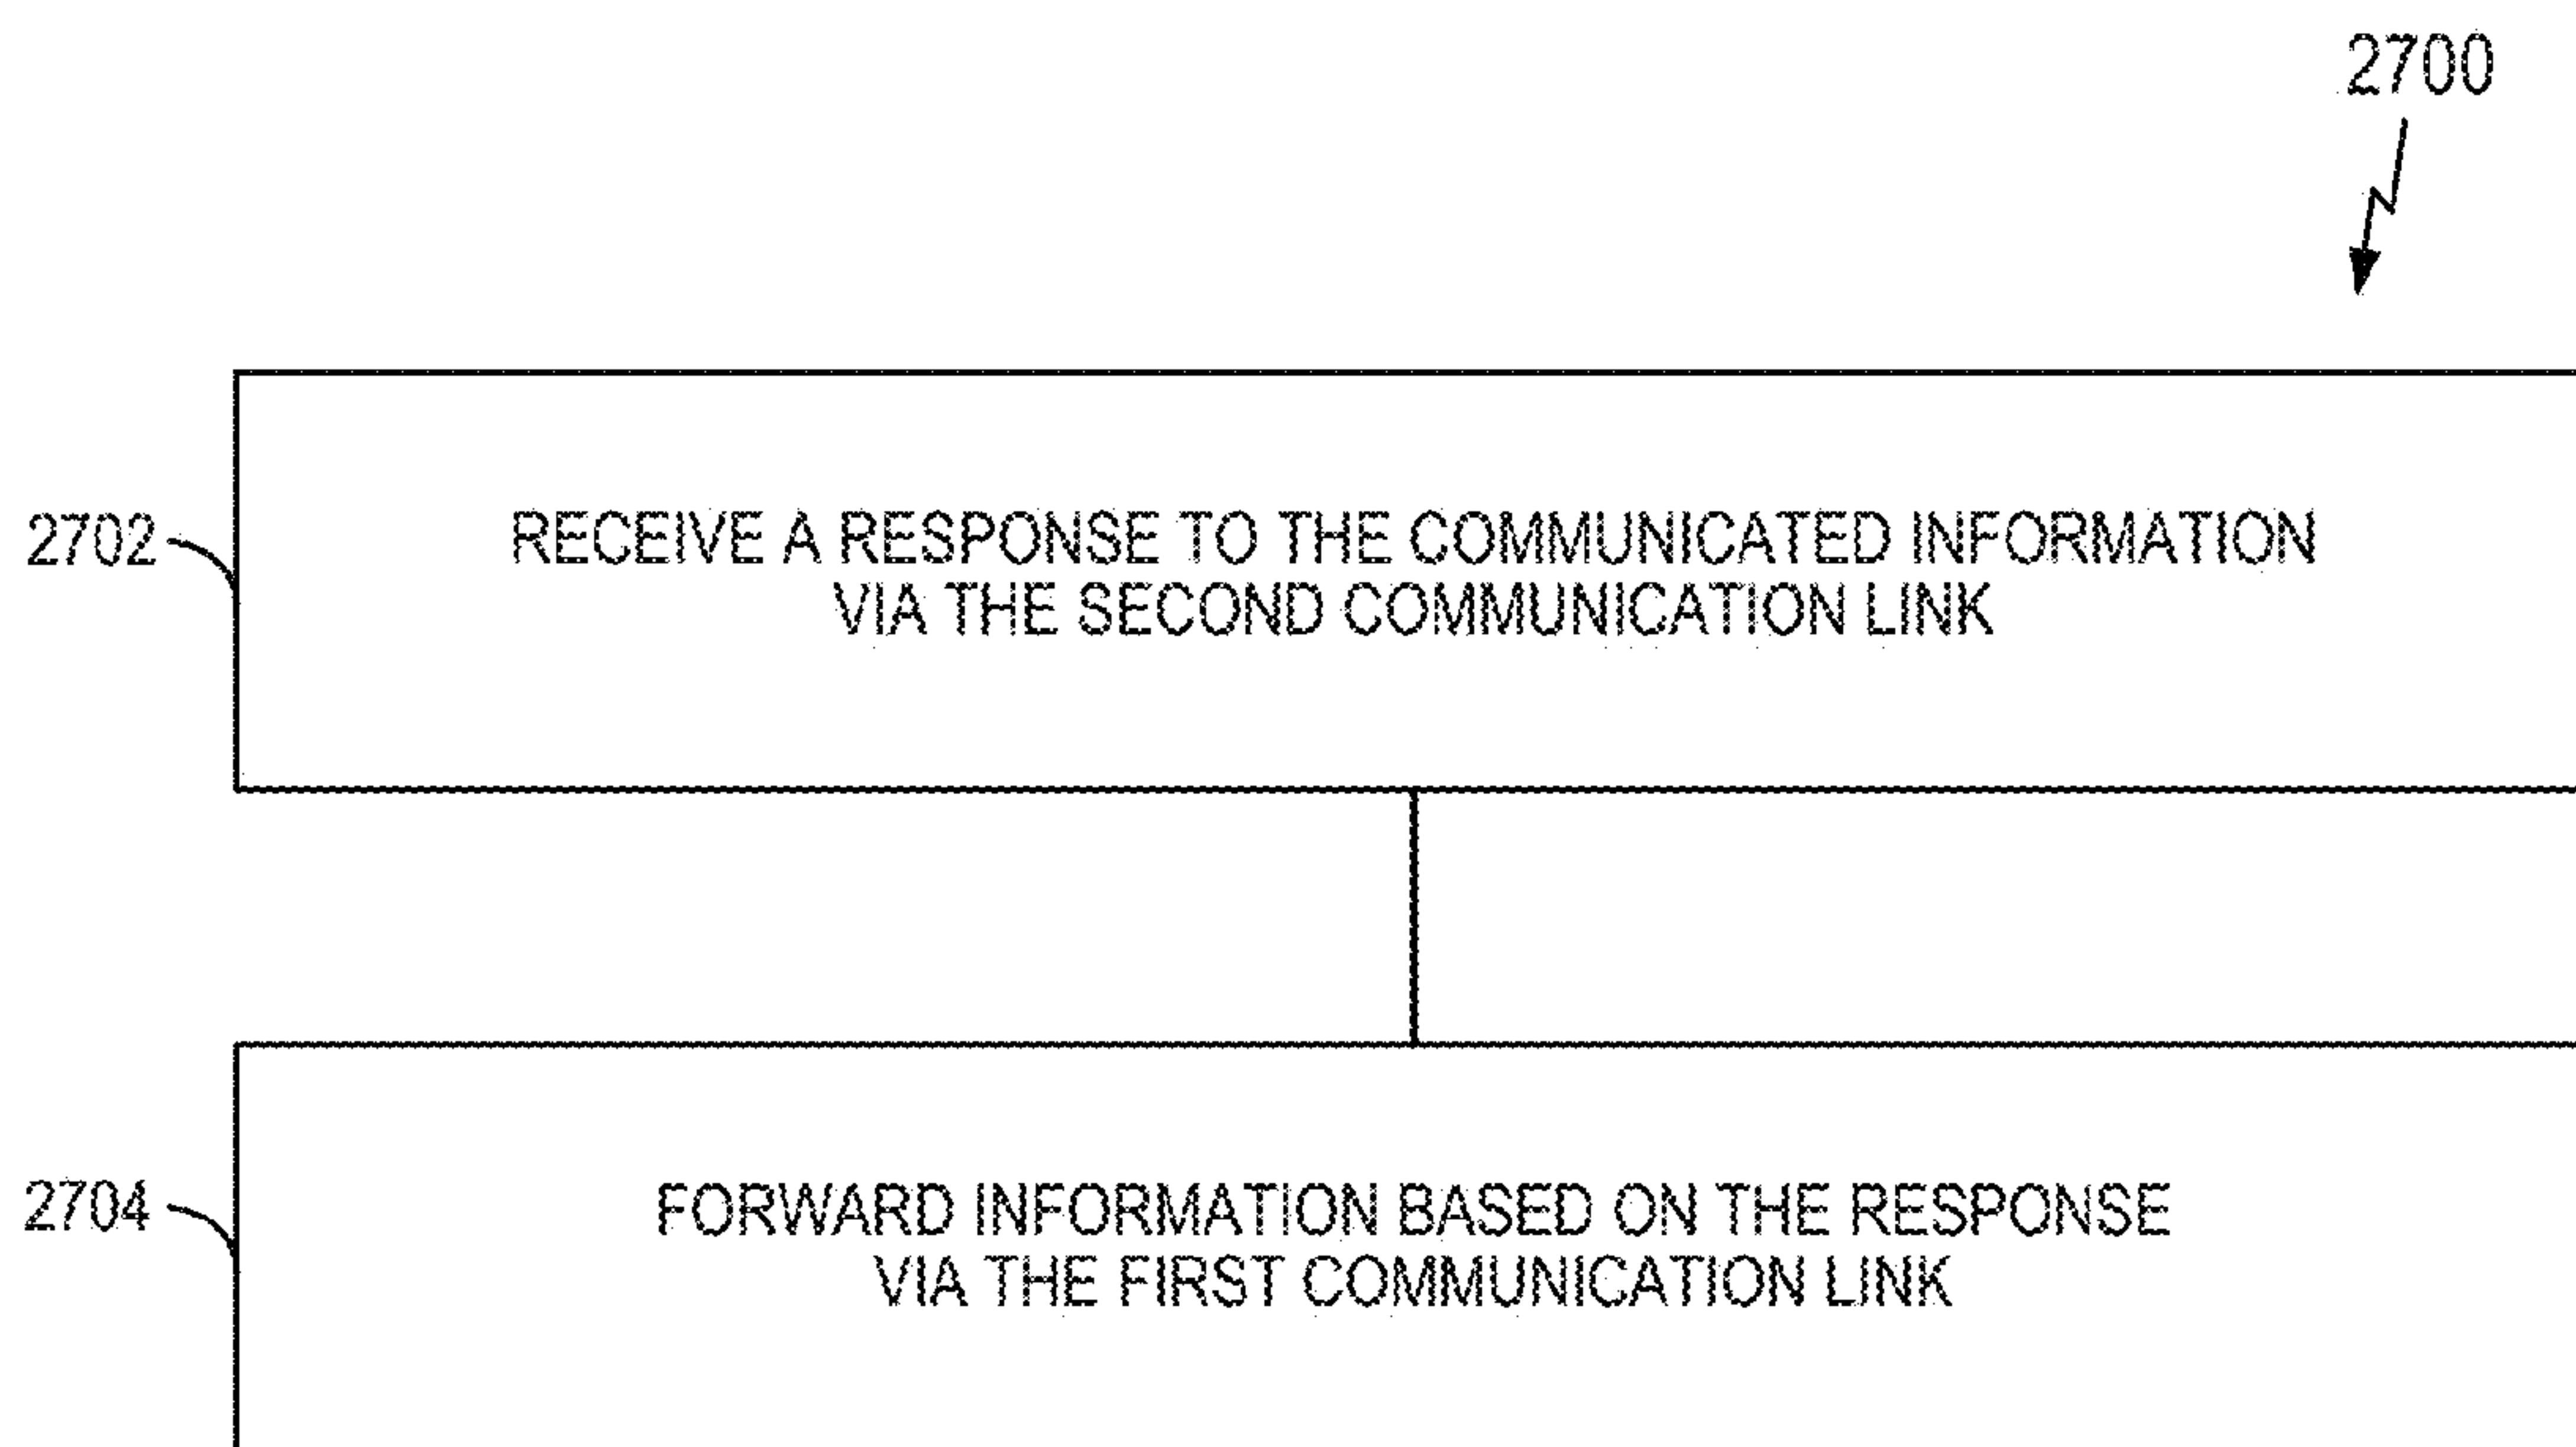 2700
2702
RECEIVE A RESPONSE TO THE COMMUNICATED INFORMATION
VIA THE SECOND COMMUNICATION LINK
2704
FORWARD INFORMATION BASED ON THE RESPONSE
VIA THE FIRST COMMUNICATION LINK